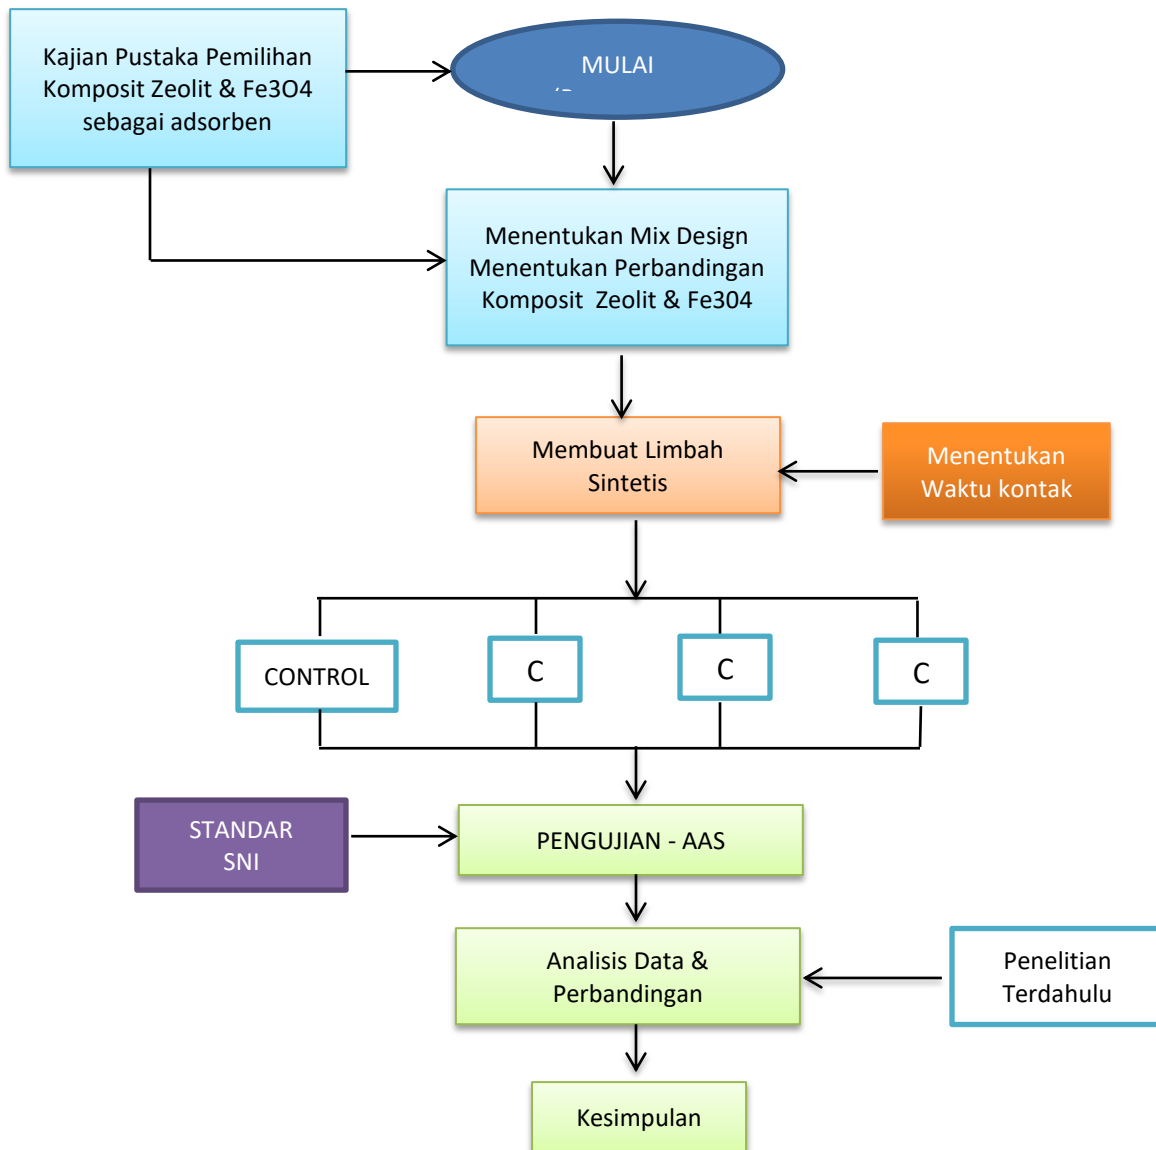 Kajian Pustaka Pemilihan
Komposit Zeolit & Fe3O4
sebagai adsorben
MULAI
Menentukan Mix Design
Menentukan Perbandingan
Komposit Zeolit & Fe304
Membuat Limbah
Sintetis
Menentukan
Waktu kontak
CONTROL
C
C
C
STANDAR
SNI
PENGUJIAN - AAS
Analisis Data &
Perbandingan
Penelitian
Terdahulu
Kesimpulan